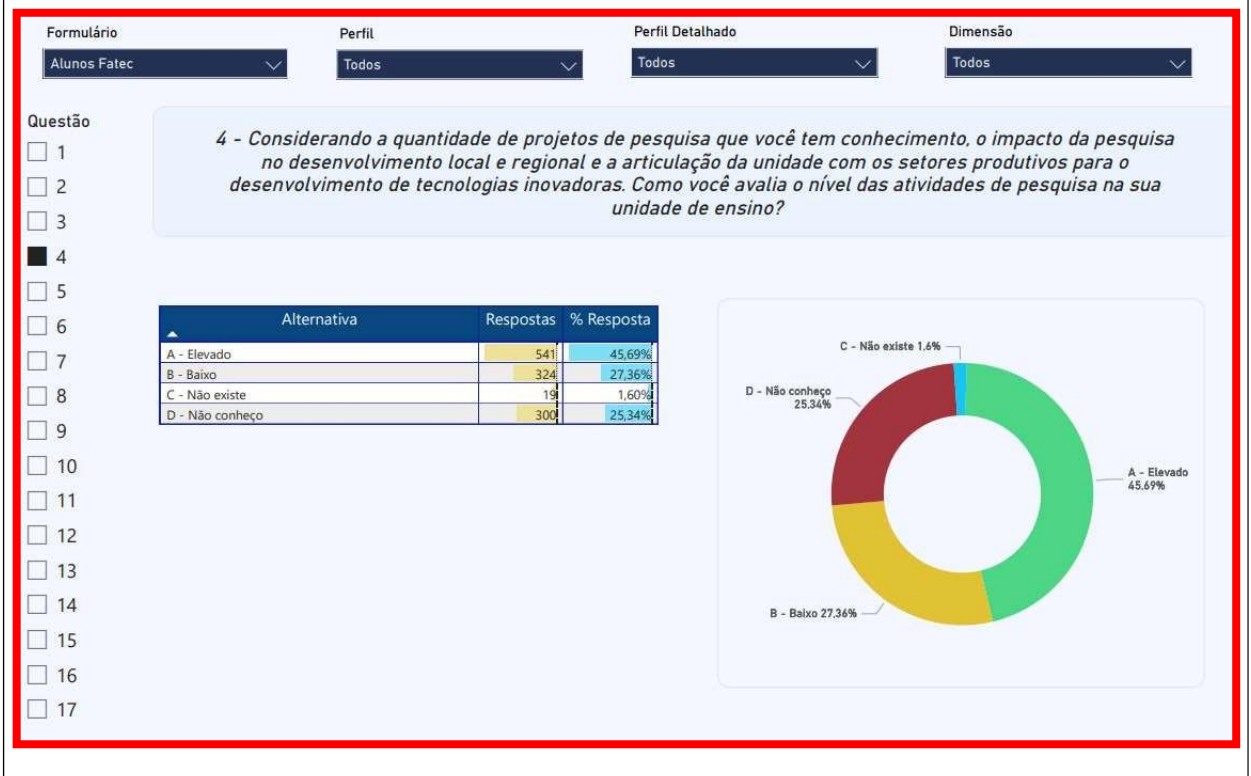 Formulário
Perfil
Perfil Detalhado
Dimensão
Alunos Fatec
Todos
Todos
Todos
Questão
1
2
3
4
5
6
7
8
9
10
11
12
13
14
15
16
17
4 - Considerando a quantidade de projetos de pesquisa que você tem conhecimento, o impacto da pesquisa
no desenvolvimento local e regional e a articulação da unidade com os setores produtivos para o
desenvolvimento de tecnologias inovadoras. Como você avalia o nível das atividades de pesquisa na sua
unidade de ensino?
Alternativa Respostas % Resposta
A - Elevado 541 45,69%
B - Baixo 324 27,36%
C - Não existe 19 1,60%
D - Não conheço 300 25,34%
C - Não existe 1,6%
D - Não conheço
25,34%
A - Elevado
45,69%
B - Baixo 27,36%